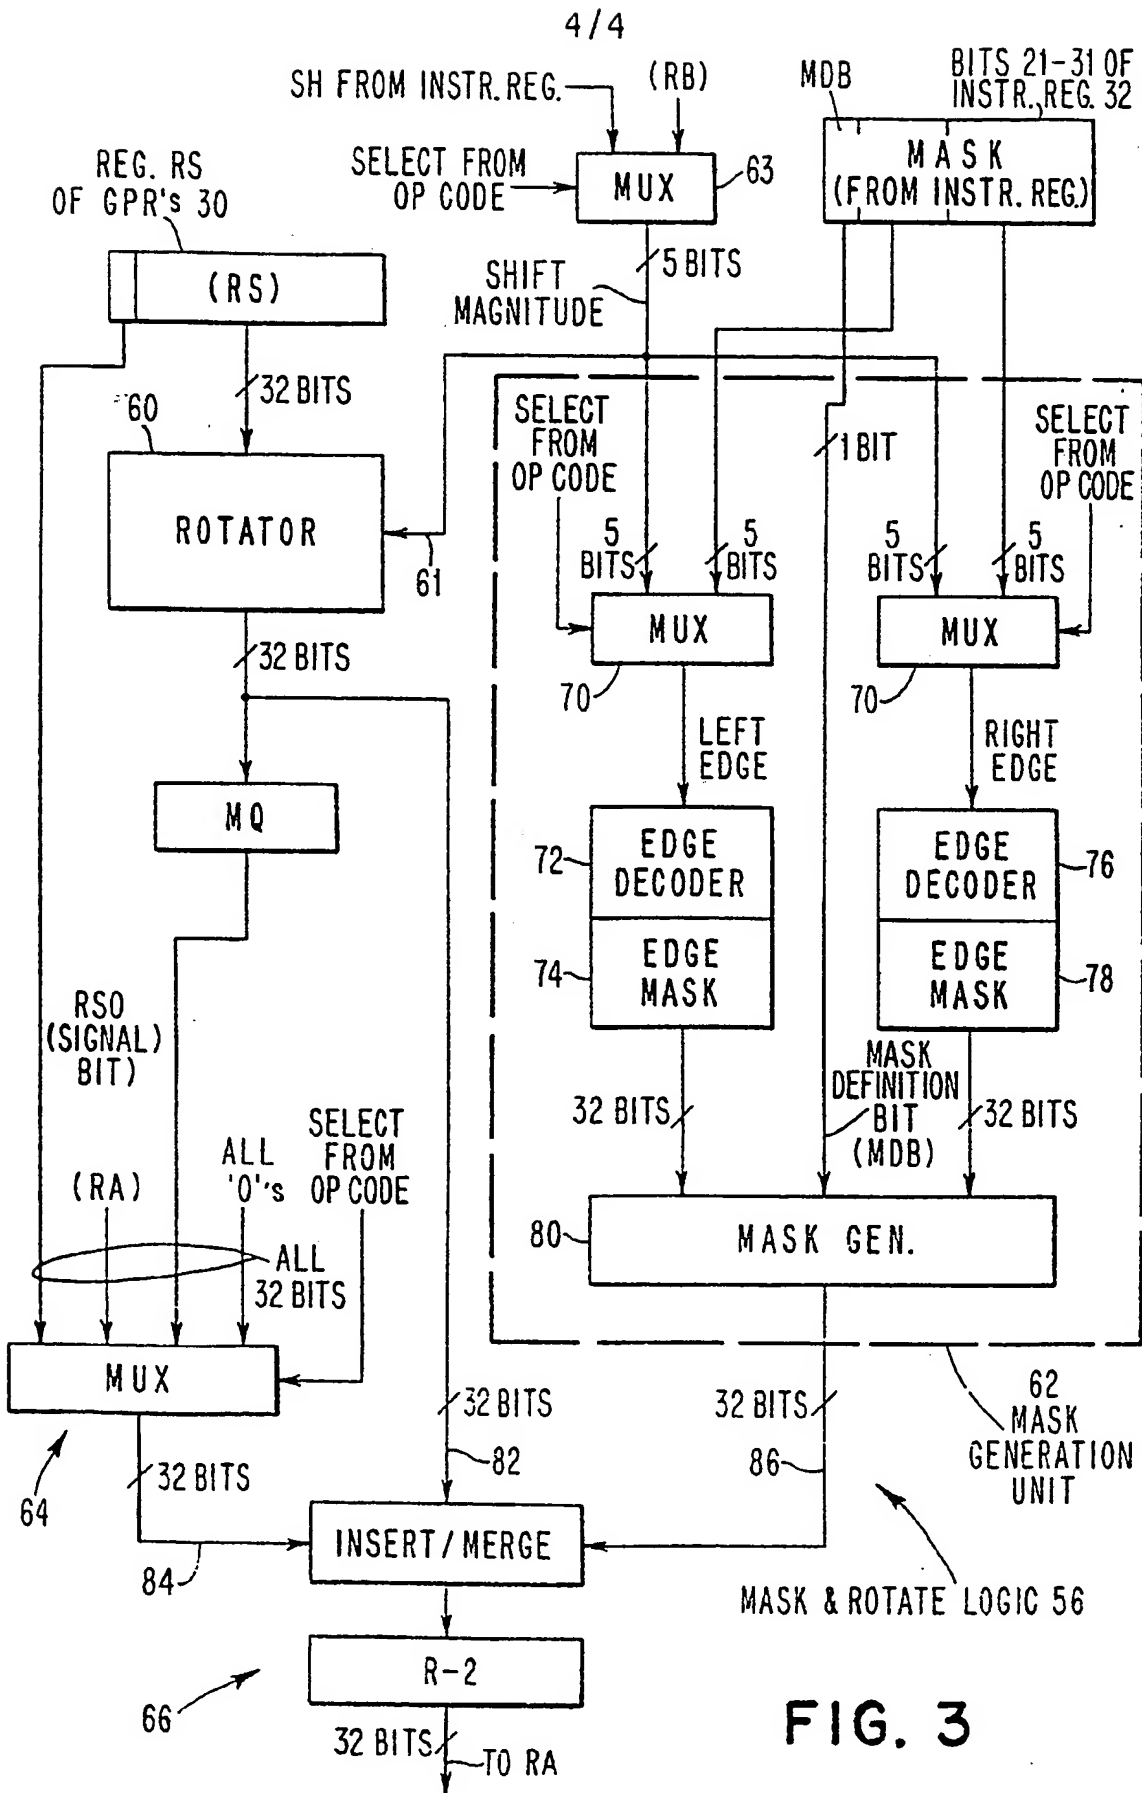 4/4
SH FROM INSTR. REG.
(RB)
MDB
BITS 21-31 OF
INSTR. REG. 32
REG. RS
OF GPR's 30
SELECT FROM
OP CODE
MUX
63
MASK
(FROM INSTR. REG.)
(RS)
5 BITS
SHIFT
MAGNITUDE
32 BITS
60
SELECT
FROM
OP CODE
1 BIT
SELECT
FROM
OP CODE
ROTATOR
61
5
BITS
5
BITS
5
BITS
5
BITS
MUX
MUX
32 BITS
70
70
LEFT
EDGE
RIGHT
EDGE
MQ
72
EDGE
DECODER
EDGE
DECODER
76
74
EDGE
MASK
EDGE
MASK
78
RSO
(SIGNAL)
BIT)
MASK
DEFINITION
BIT
(MDB)
32 BITS
32 BITS
SELECT
FROM
OP CODE
ALL
'0''s
(RA)
80
MASK GEN.
ALL
32 BITS
MUX
32 BITS
32 BITS
62
MASK
GENERATION
UNIT
82
86
64
32 BITS
INSERT/MERGE
84
MASK & ROTATE LOGIC 56
R-2
66
32 BITS
TO RA
FIG. 3